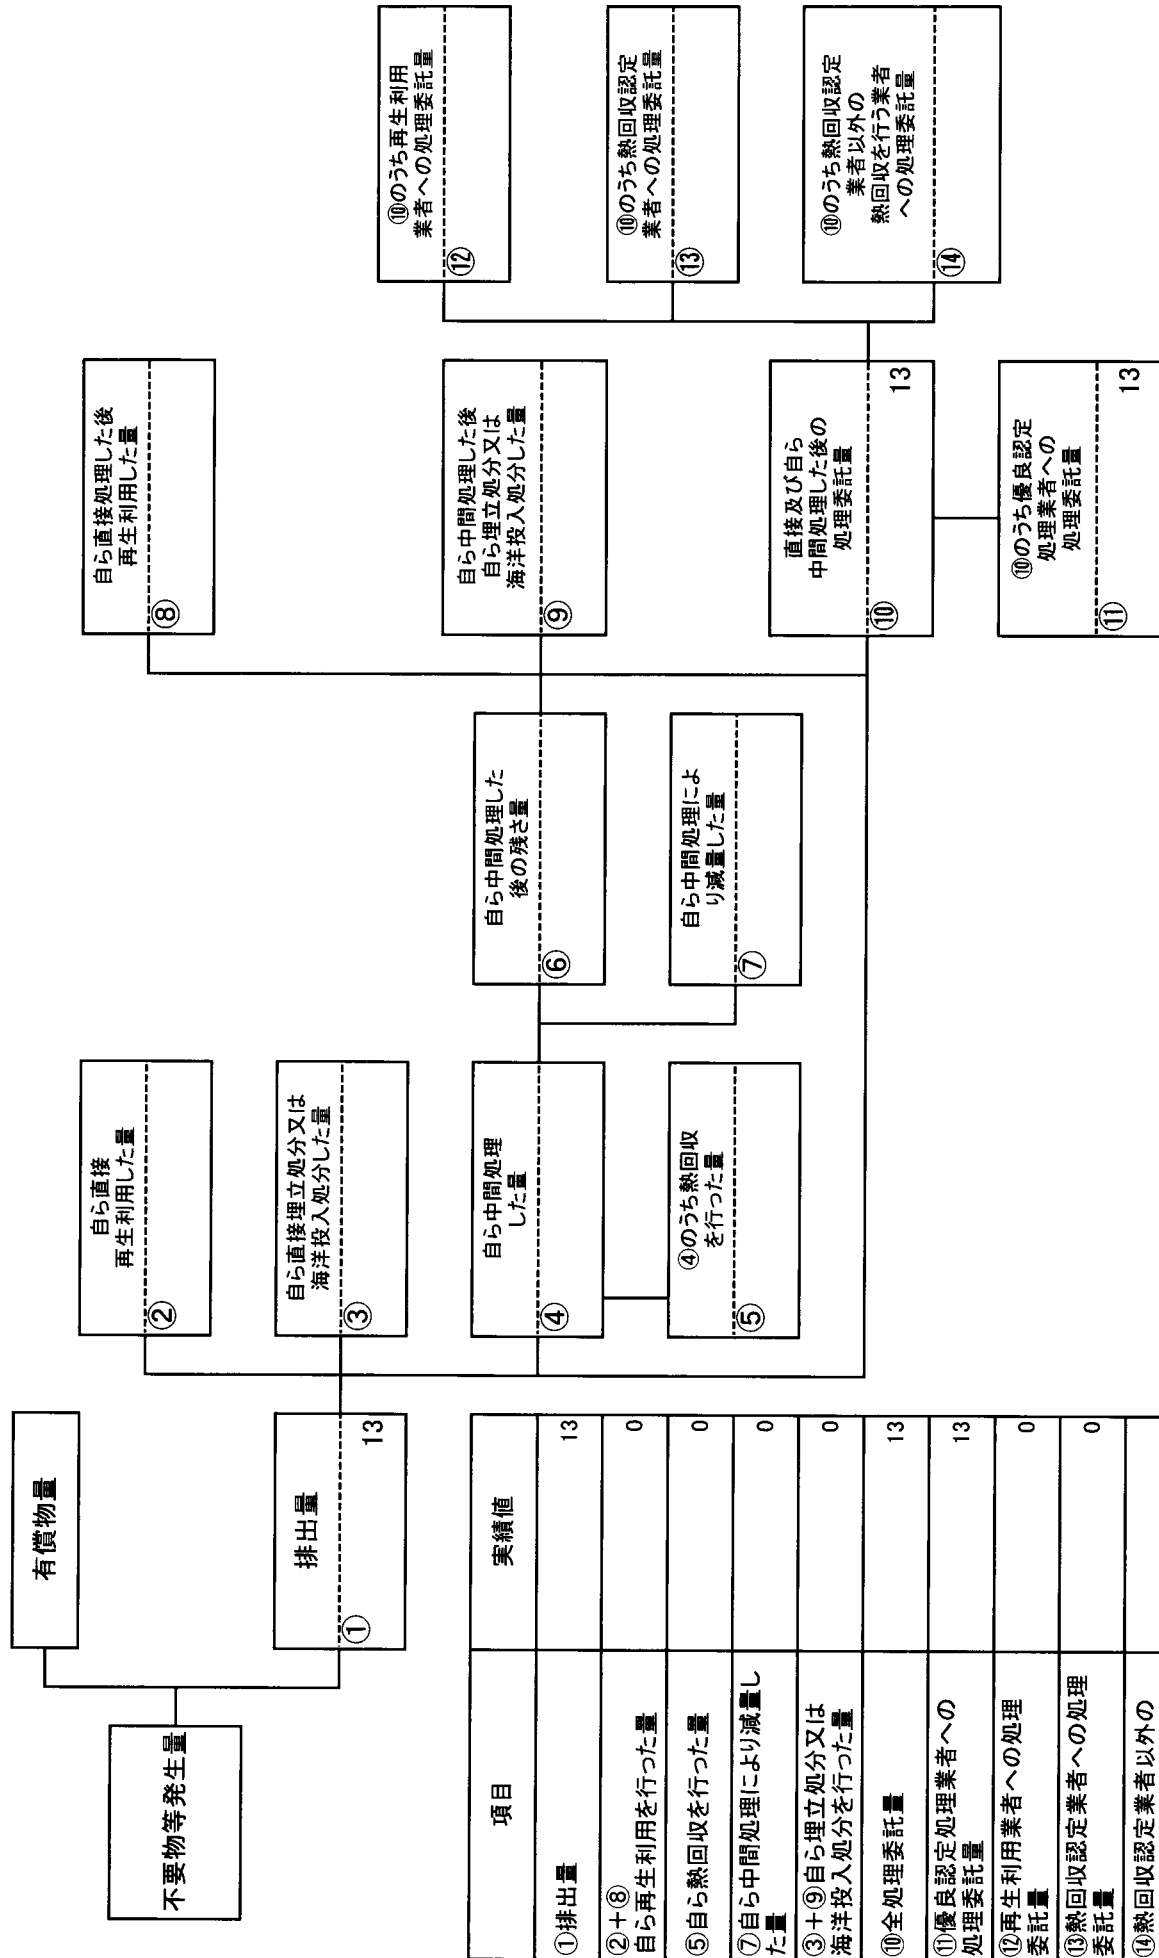 不要物等発生量
有償物量
排出量
①
13
自ら直接
再生利用した量
②
自ら直接埋立処分又は
海洋投入処分した量
③
自ら中間処理
した量
④
④のうち熱回収
を行った量
⑤
自ら中間処理した
後の残さ量
⑥
自ら中間処理によ
り減量した量
⑦
自ら直接処理した後
再生利用した量
⑧
自ら中間処理した後
自ら埋立処分又は
海洋投入処分した量
⑨
直接及び自ら
中間処理した後の
処理委託量
⑩
13
⑩のうち優良認定
処理業者への
処理委託量
⑪
13
⑩のうち再生利用
業者への処理委託量
⑫
⑩のうち熱回収認定
業者への処理委託量
⑬
⑩のうち熱回収認定
業者以外の
熱回収を行う業者
への処理委託量
⑭
項目 実績値
①排出量 13
②+⑧
自ら再生利用を行った量 0
⑤自ら熱回収を行った量 0
⑦自ら中間処理により減量し
た量 0
③+⑨自ら埋立処分又は
海洋投入処分を行った量 0
⑩全処理委託量 13
⑪優良認定処理業者への
処理委託量 13
⑫再生利用業者への処理
委託量 0
⑬熱回収認定業者への処理
委託量 0
⑭熱回収認定業者以外の